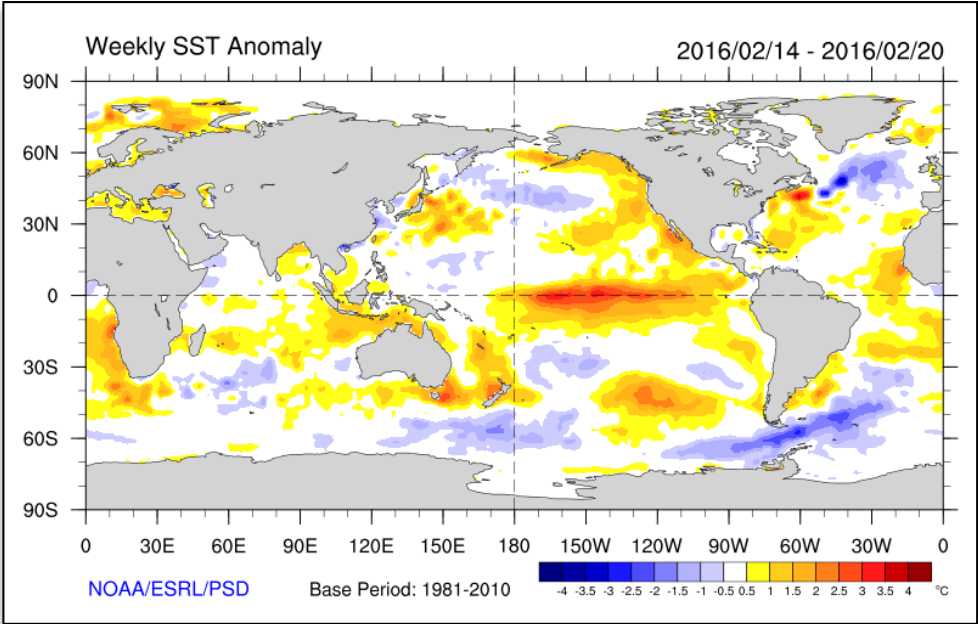 Weekly SST Anomaly 2016/02/14 - 2016/02/20
90N
60N
30N
0
30S
60S
90S
0 30E 60E 90E 120E 150E 180 150W 120W 90W 60W 30W 0
NOAA/ESRL/PSD Base Period: 1981-2010
-4 -3.5 -3 -2.5 -2 -1.5 -1 -0.5 0.5 1 1.5 2 2.5 3 3.5 4 °C